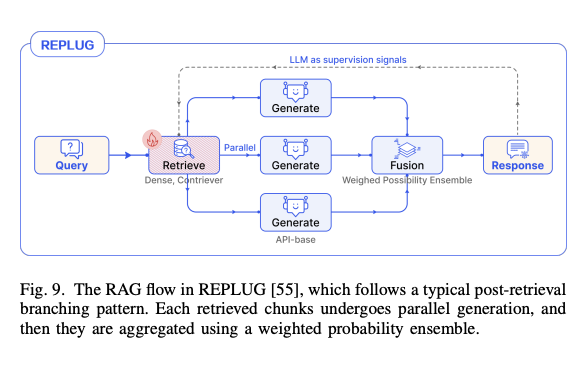 REPLUG
LLM as supervision signals
Generate
Query
Retrieve
Parallel
Generate
Fusion
Response
Dense, Contriever
Weighed Possibility Ensemble
Generate
API-base
Fig. 9. The RAG flow in REPLUG [55], which follows a typical post-retrieval
branching pattern. Each retrieved chunks undergoes parallel generation, and
then they are aggregated using a weighted probability ensemble.